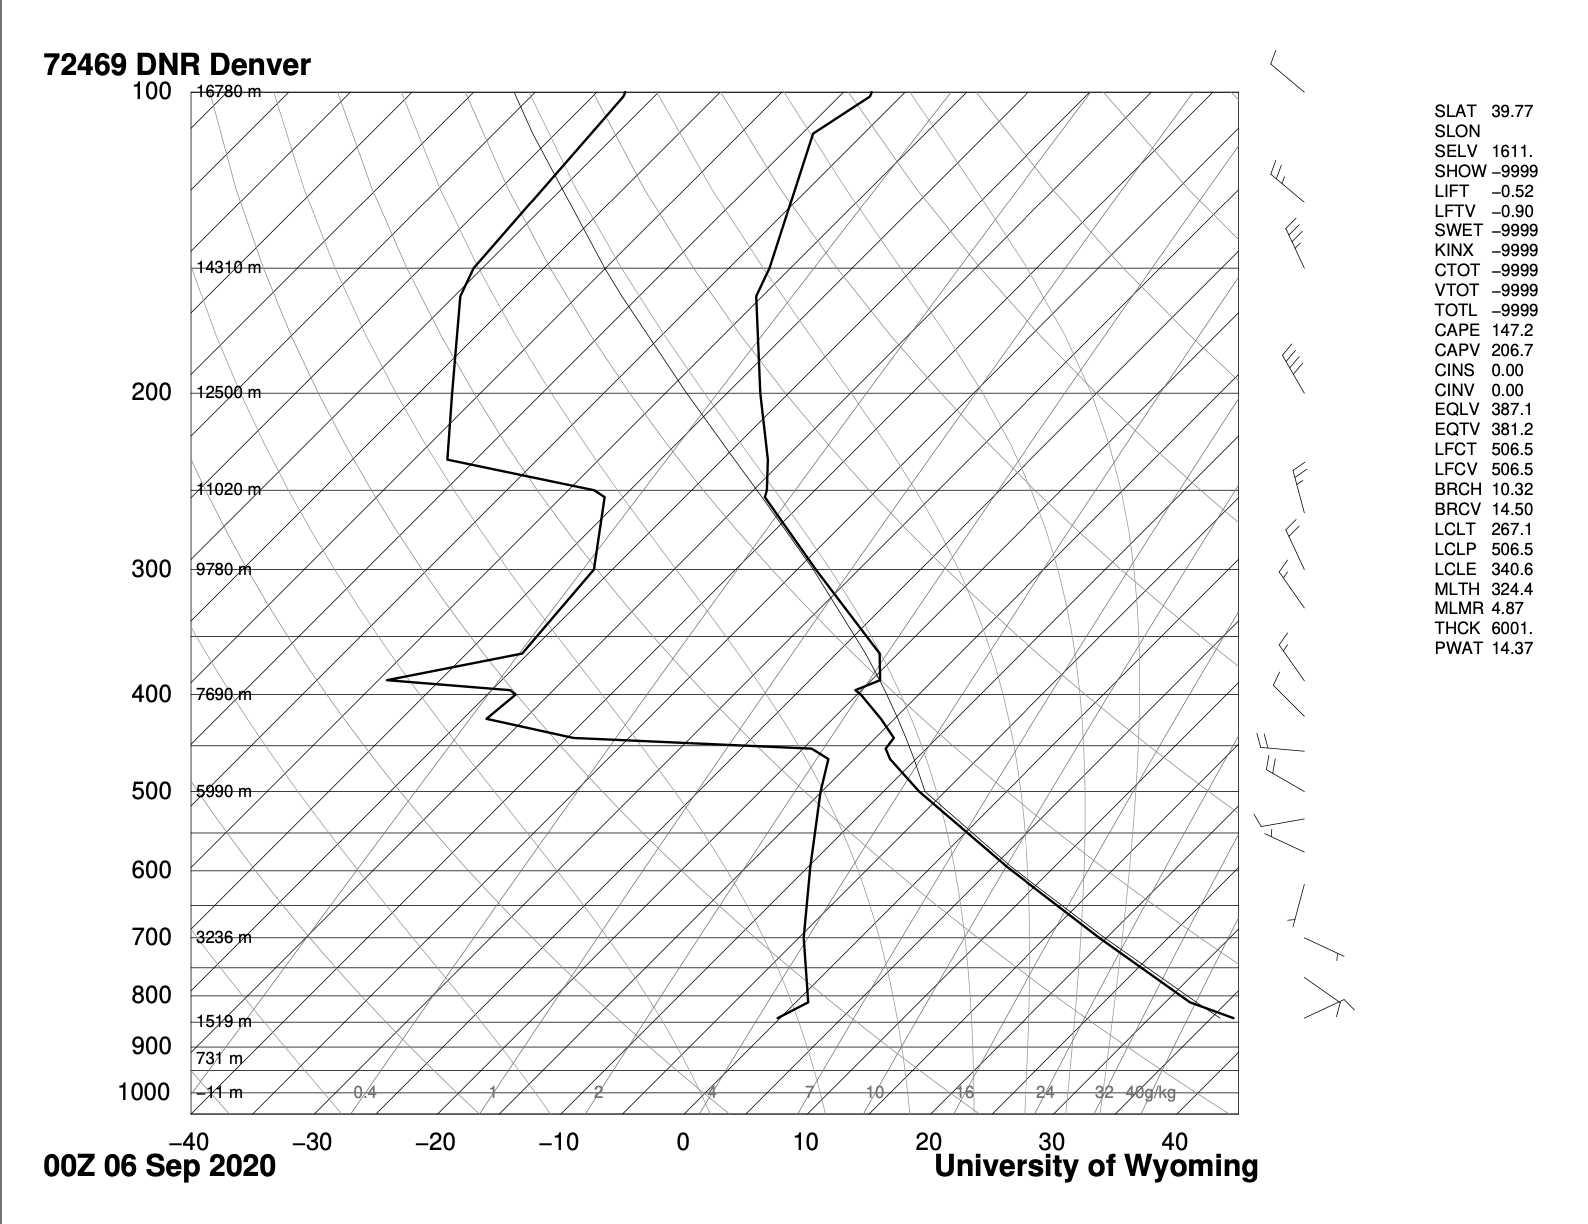 72469 DNR Denver
100
16780 m
14310 m
200
12500 m
11020 m
300
9780 m
400
7690 m
500
5990 m
600
700
3236 m
800
1519 m
900
731 m
1000
−11 m
0.4 1 2 4 7 10 16 24 32 40g/kg
−40 −30 −20 −10 0 10 20 30 40
00Z 06 Sep 2020
University of Wyoming
SLAT 39.77
SLON
SELV 1611.
SHOW −9999
LIFT −0.52
LFTV −0.90
SWET −9999
KINX −9999
CTOT −9999
VTOT −9999
TOTL −9999
CAPE 147.2
CAPV 206.7
CINS 0.00
CINV 0.00
EQLV 387.1
EQTV 381.2
LFCT 506.5
LFCV 506.5
BRCH 10.32
BRCV 14.50
LCLT 267.1
LCLP 506.5
LCLE 340.6
MLTH 324.4
MLMR 4.87
THCK 6001.
PWAT 14.37